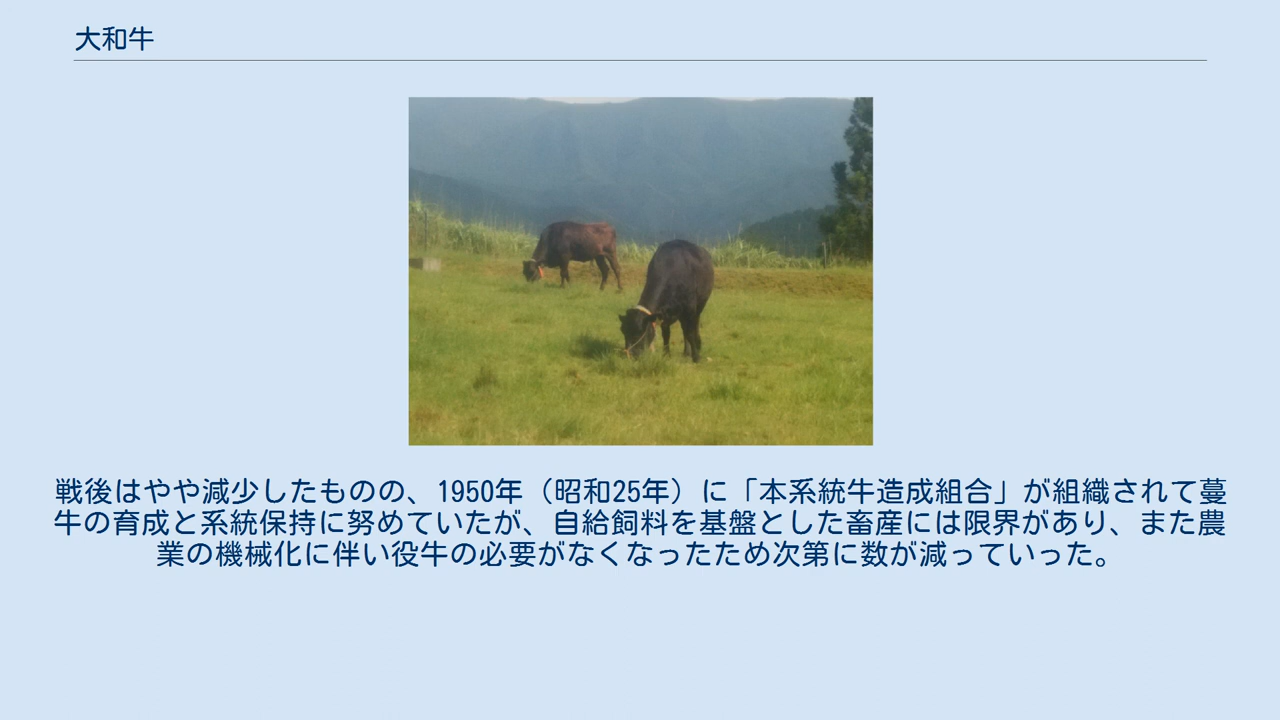 大和牛
戦後はやや減少したものの、1950年（昭和25年）に「本系統牛造成組合」が組織されて蔓
牛の育成と系統保持に努めていたが、自給飼料を基盤とした畜産には限界があり、また農
業の機械化に伴い役牛の必要がなくなったため次第に数が減っていった。